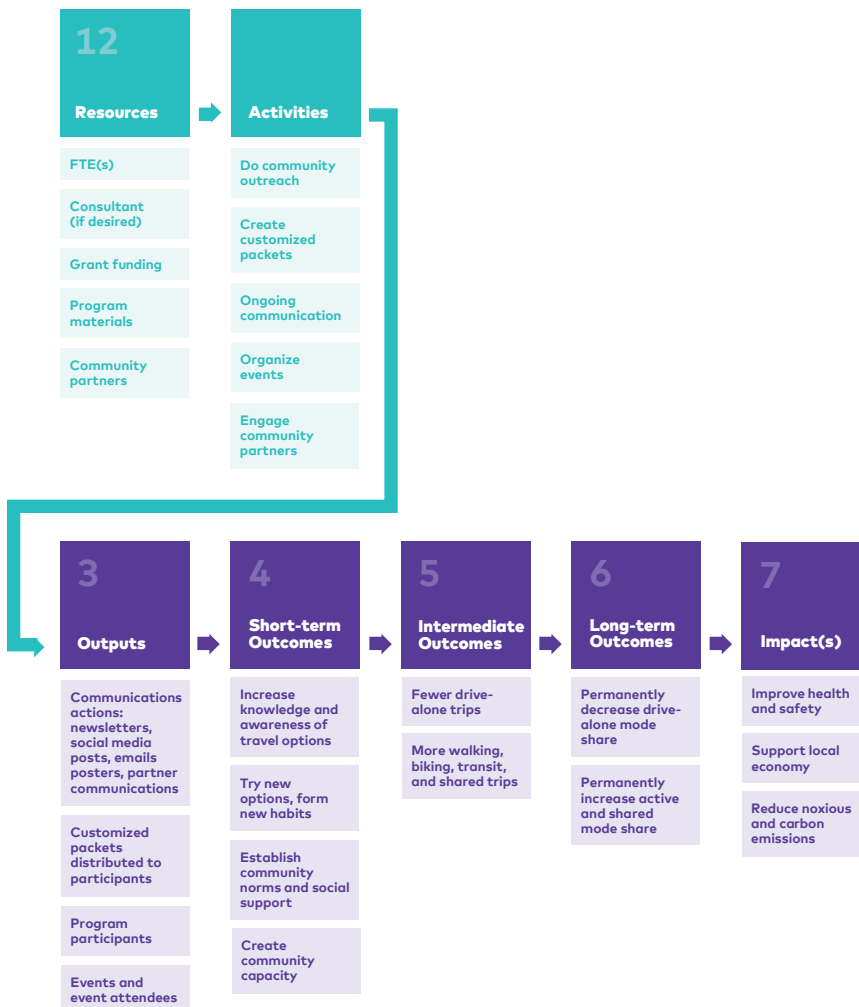 12
Resources
Activities
FTE(s)
Consultant
(if desired)
Grant funding
Program
materials
Community
partners
Do community
outreach
Create
customized
packets
Ongoing
communication
Organize
events
Engage
community
partners
3
Outputs
4
Short-term
Outcomes
5
Intermediate
Outcomes
6
Long-term
Outcomes
7
Impact(s)
Communications
actions:
newsletters,
social media
posts, emails
posters, partner
communications
Customized
packets
distributed to
participants
Program
participants
Events and
event attendees
Increase
knowledge and
awareness of
travel options
Try new
options, form
new habits
Establish
community
norms and social
support
Create
community
capacity
Fewer drive-
alone trips
More walking,
biking, transit,
and shared trips
Permanently
decrease drive-
alone mode
share
Permanently
increase active
and shared
mode share
Improve health
and safety
Support local
economy
Reduce noxious
and carbon
emissions